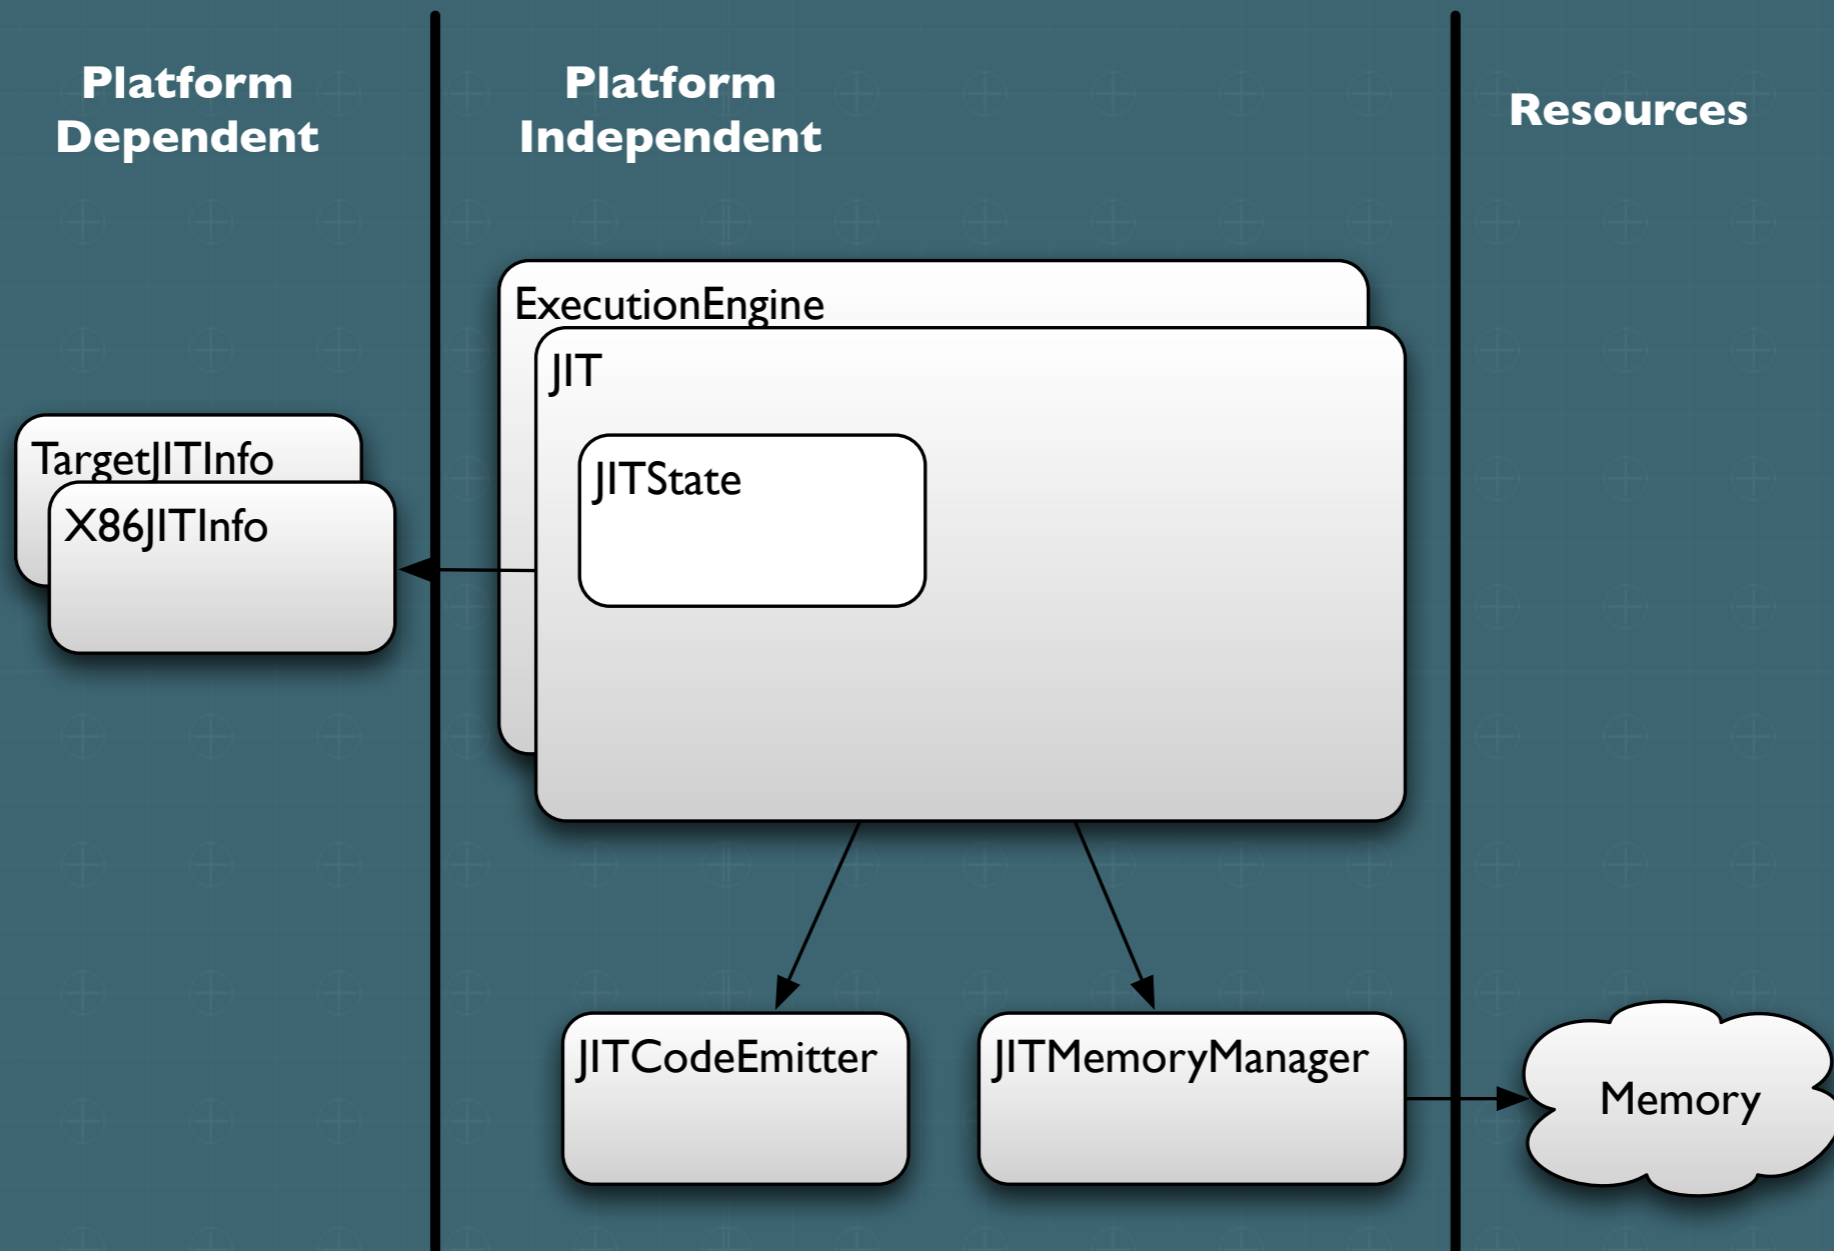 Platform
Dependent
Platform
Independent
Resources
ExecutionEngine
JIT
JITState
TargetJITInfo
X86JITInfo
JITCodeEmitter
JITMemoryManager
Memory